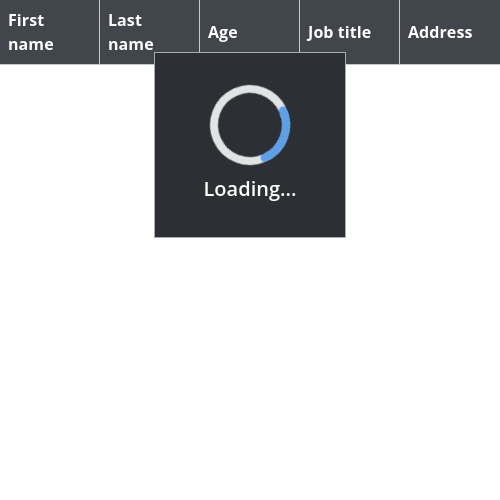 First name
Last name
Age
Job title
Address
Loading...